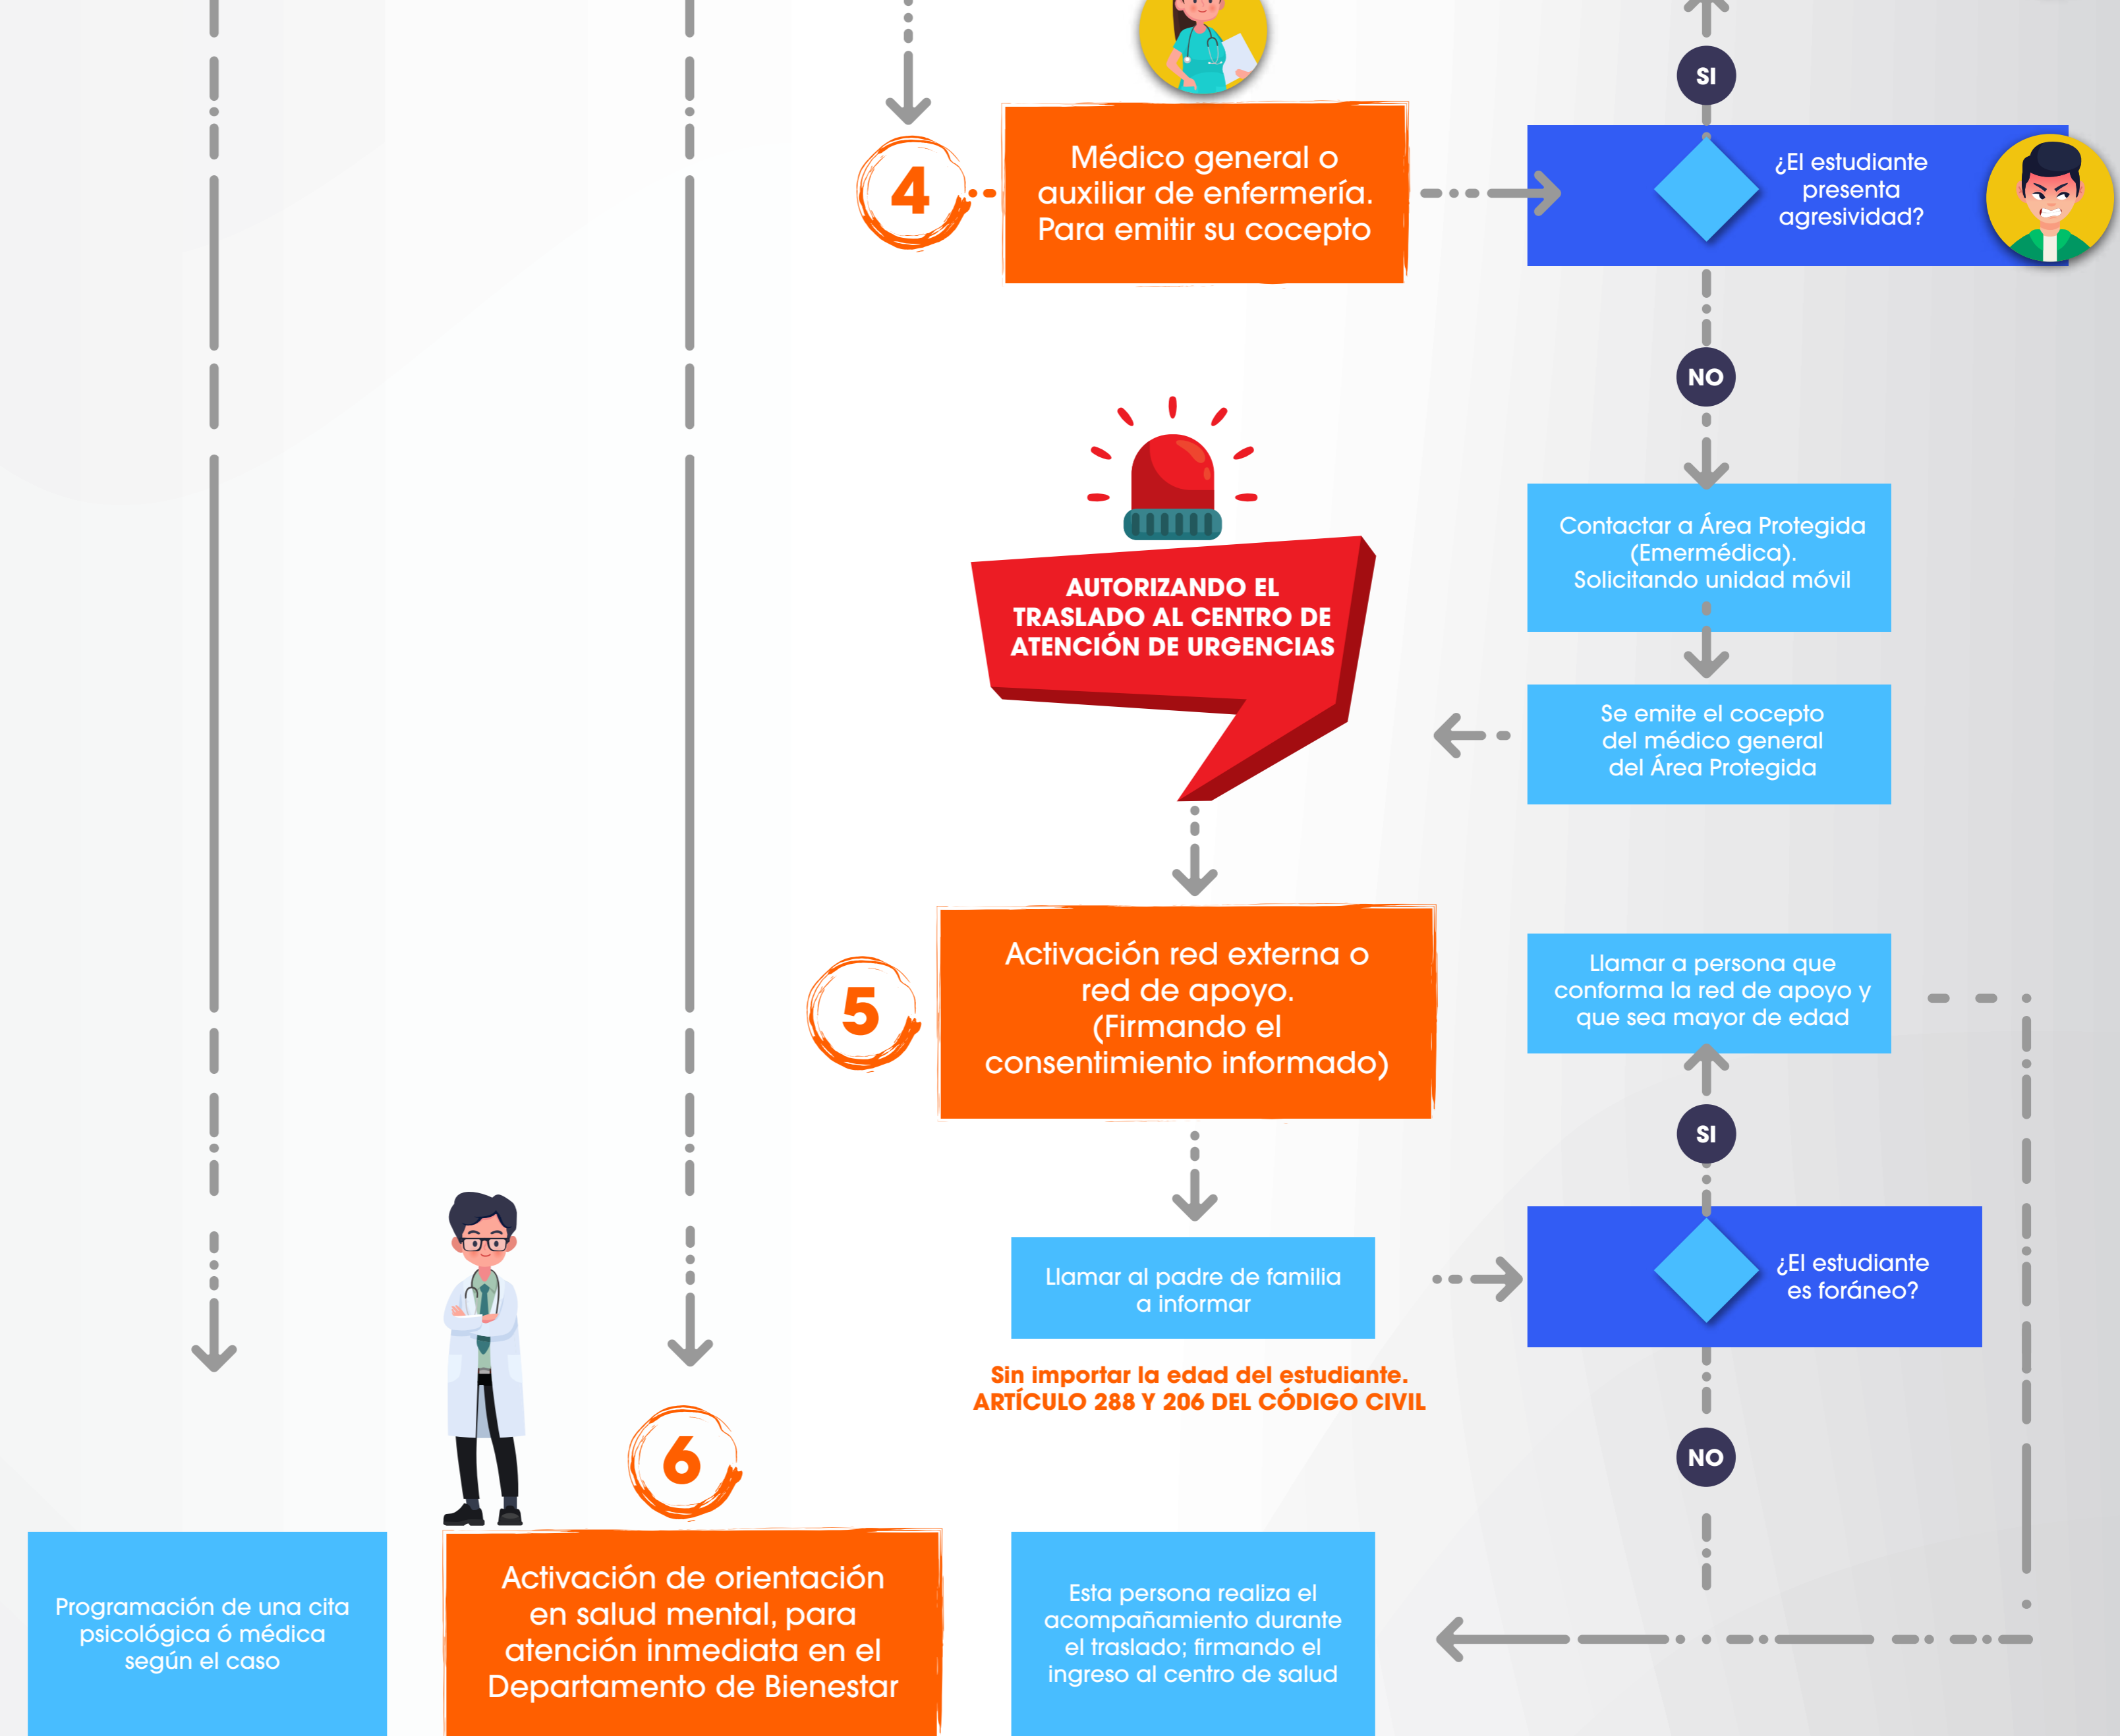 SI
4
Médico general o
auxiliar de enfermería.
Para emitir su cocepto
¿El estudiante
presenta
agresividad?
NO
Contactar a Área Protegida
(Emermédica).
Solicitando unidad móvil
AUTORIZANDO EL
TRASLADO AL CENTRO DE
ATENCIÓN DE URGENCIAS
Se emite el cocepto
del médico general
del Área Protegida
5
Activación red externa o
red de apoyo.
(Firmando el
consentimiento informado)
Llamar a persona que
conforma la red de apoyo y
que sea mayor de edad
SI
Llamar al padre de familia
a informar
¿El estudiante
es foráneo?
Sin importar la edad del estudiante.
ARTÍCULO 288 Y 206 DEL CÓDIGO CIVIL
NO
6
Programación de una cita
psicológica ó médica
según el caso
Activación de orientación
en salud mental, para
atención inmediata en el
Departamento de Bienestar
Esta persona realiza el
acompañamiento durante
el traslado; firmando el
ingreso al centro de salud